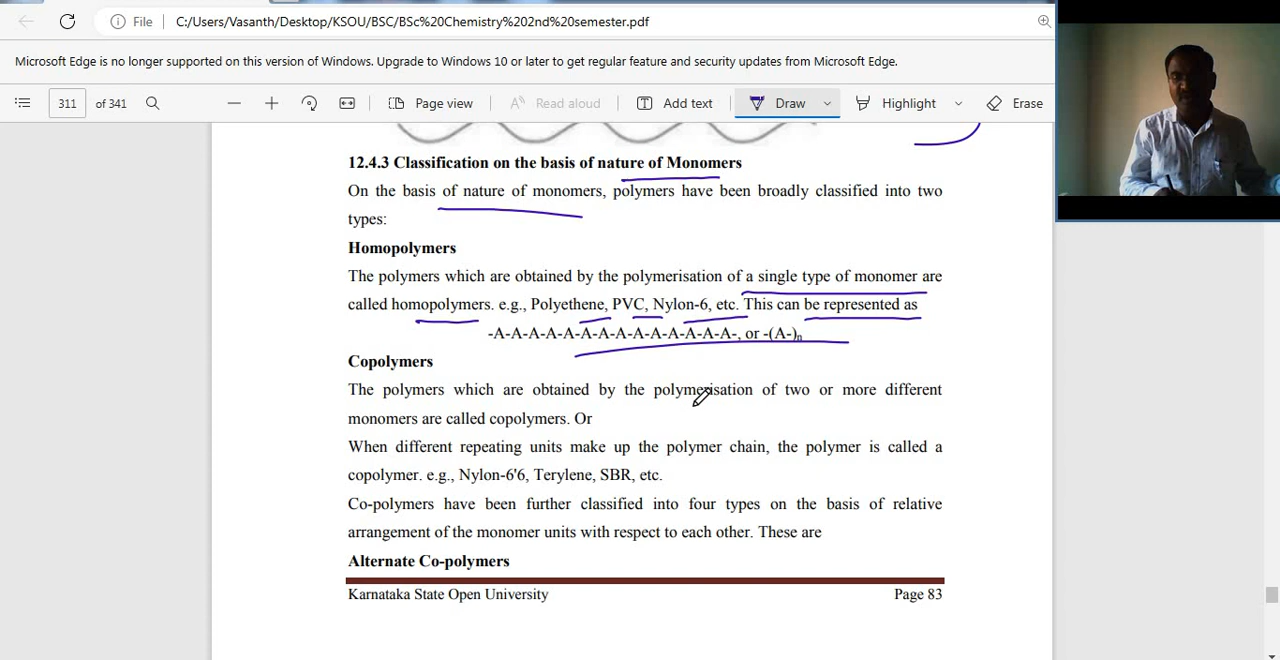 File C:/Users/Vasanth/Desktop/KSOU/BSC/BSc%20Chemistry%202nd%20semester.pdf
Microsoft Edge is no longer supported on this version of Windows. Upgrade to Windows 10 or later to get regular feature and security updates from Microsoft Edge.
311 of 341 Page view Read aloud Add text Draw Highlight Erase
12.4.3 Classification on the basis of nature of Monomers
On the basis of nature of monomers, polymers have been broadly classified into two
types:
Homopolymers
The polymers which are obtained by the polymerisation of a single type of monomer are
called homopolymers. e.g., Polyethene, PVC, Nylon-6, etc. This can be represented as
-A-A-A-A-A-A-A-A-A-A-A-A-A-A-, or -(A-)n
Copolymers
The polymers which are obtained by the polymerisation of two or more different
monomers are called copolymers. Or
When different repeating units make up the polymer chain, the polymer is called a
copolymer. e.g., Nylon-6'6, Terylene, SBR, etc.
Co-polymers have been further classified into four types on the basis of relative
arrangement of the monomer units with respect to each other. These are
Alternate Co-polymers
Karnataka State Open University Page 83